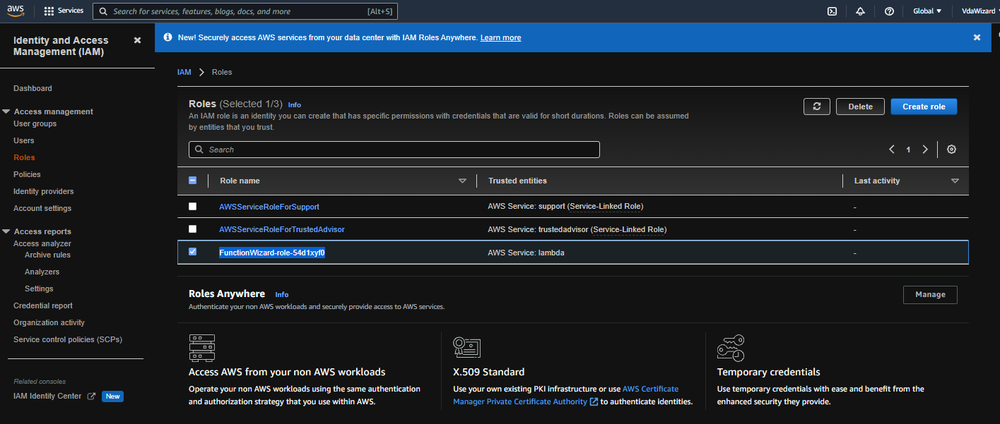 aws
Services
Search for services, features, blogs, docs, and more
[Alt+S]
Global ▼
VdaWizard
Identity and Access
Management (IAM)
New! Securely access AWS services from your data center with IAM Roles Anywhere. Learn more
Dashboard
Access management
User groups
Users
Roles
Policies
Identity providers
Account settings
Access reports
Access analyzer
Archive rules
Analyzers
Settings
Credential report
Organization activity
Service control policies (SCPs)
Related consoles
IAM Identity Center
New
IAM > Roles
Roles (Selected 1/3) Info
An IAM role is an identity you can create that has specific permissions with credentials that are valid for short durations. Roles can be assumed
by entities that you trust.
Delete
Create role
Search
1
Role name
Trusted entities
Last activity
AWSServiceRoleForSupport
AWS Service: support (Service-Linked Role)
-
AWSServiceRoleForTrustedAdvisor
AWS Service: trustedadvisor (Service-Linked Role)
-
FunctionWizard-role-54d1xyf0
AWS Service: lambda
-
Roles Anywhere Info
Authenticate your non AWS workloads and securely provide access to AWS services.
Manage
Access AWS from your non AWS workloads
Operate your non AWS workloads using the same authentication
and authorization strategy that you use within AWS.
X.509 Standard
Use your own existing PKI infrastructure or use AWS Certificate
Manager Private Certificate Authority to authenticate identities.
Temporary credentials
Use temporary credentials with ease and benefit from the
enhanced security they provide.